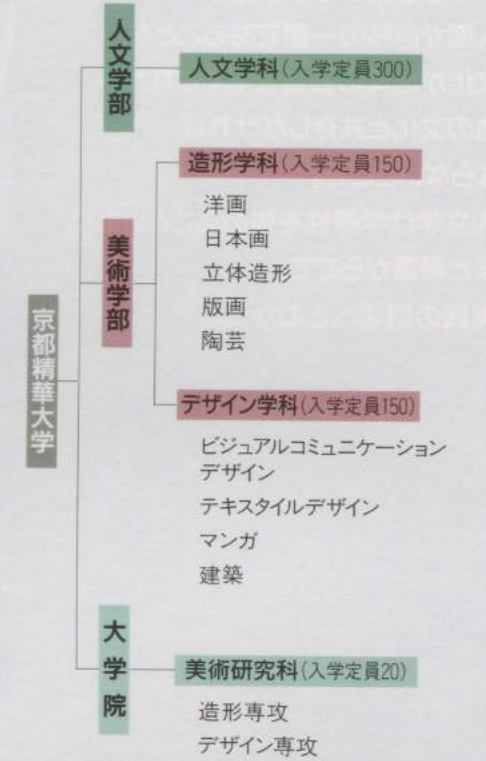 京都精華大学
人文学部
人文学科(入学定員300)
美術学部
造形学科(入学定員150)
洋画
日本画
立体造形
版画
陶芸
デザイン学科(入学定員150)
ビジュアルコミュニケーション
デザイン
テキスタイルデザイン
マンガ
建築
大学院
美術研究科(入学定員20)
造形専攻
デザイン専攻